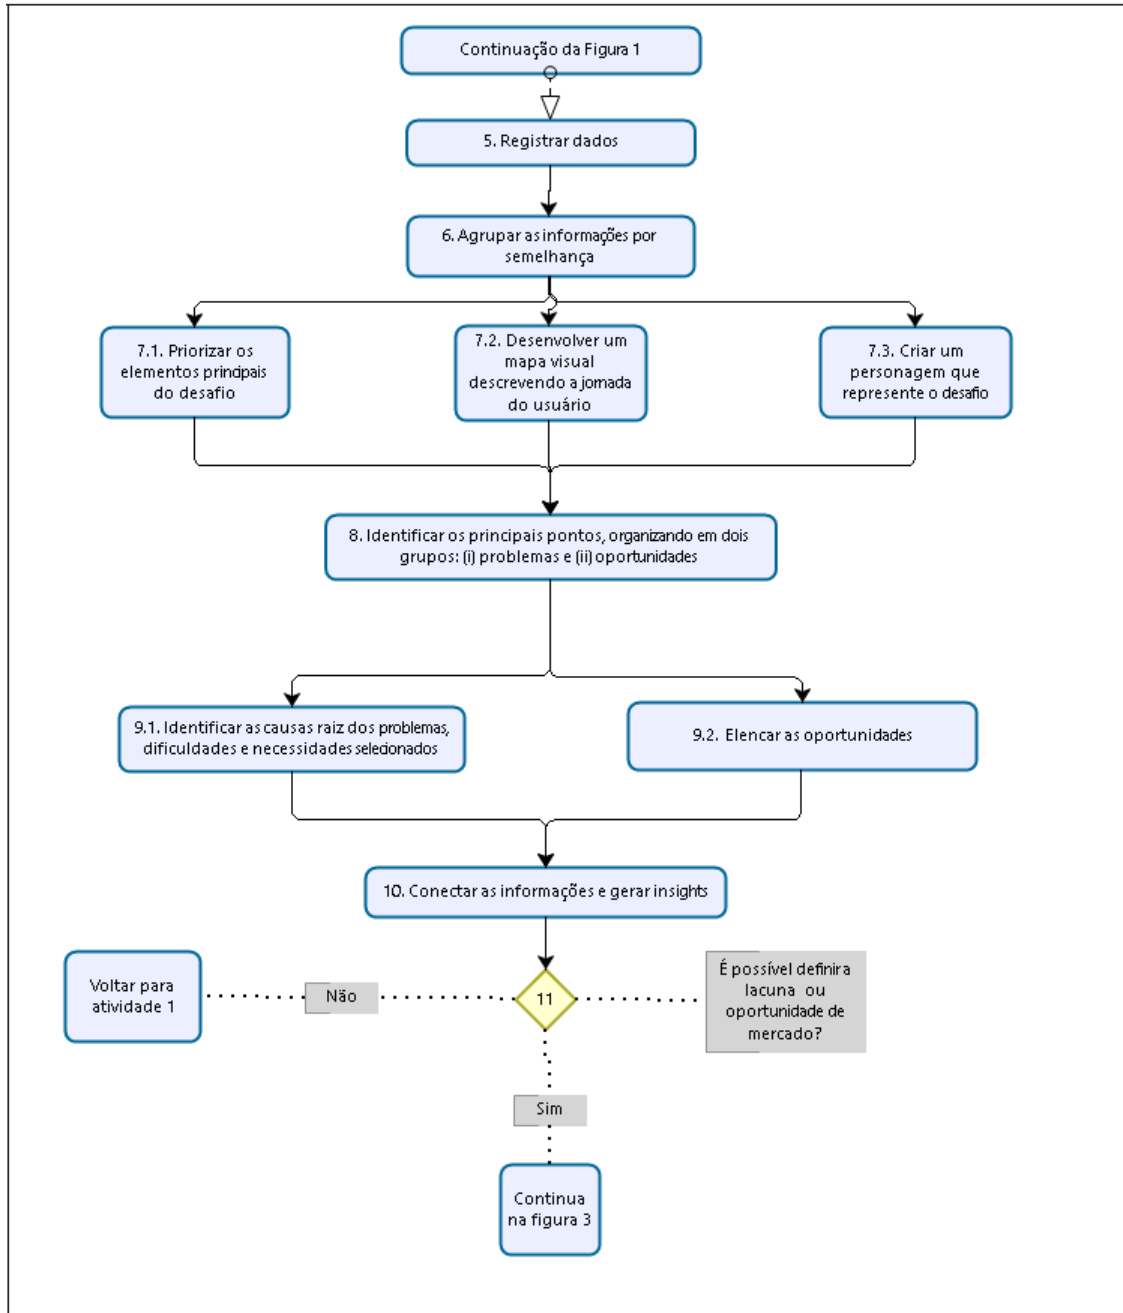 Continuação da Figura 1
5. Registrar dados
6. Agrupar as informações por
semelhança
7.1. Priorizar os
elementos principais
do desafio
7.2. Desenvolver um
mapa visual
descrevendo a jornada
do usuário
7.3. Criar um
personagem que
represente o desafio
8. Identificar os principais pontos, organizando em dois
grupos: (i) problemas e (ii) oportunidades
9.1. Identificar as causas raiz dos problemas,
dificuldades e necessidades selecionados
9.2. Elencar as oportunidades
10. Conectar as informações e gerar insights
Voltar para
atividade 1
Não
11
É possível definir a
lacuna ou
oportunidade de
mercado?
Sim
Continua
na figura 3